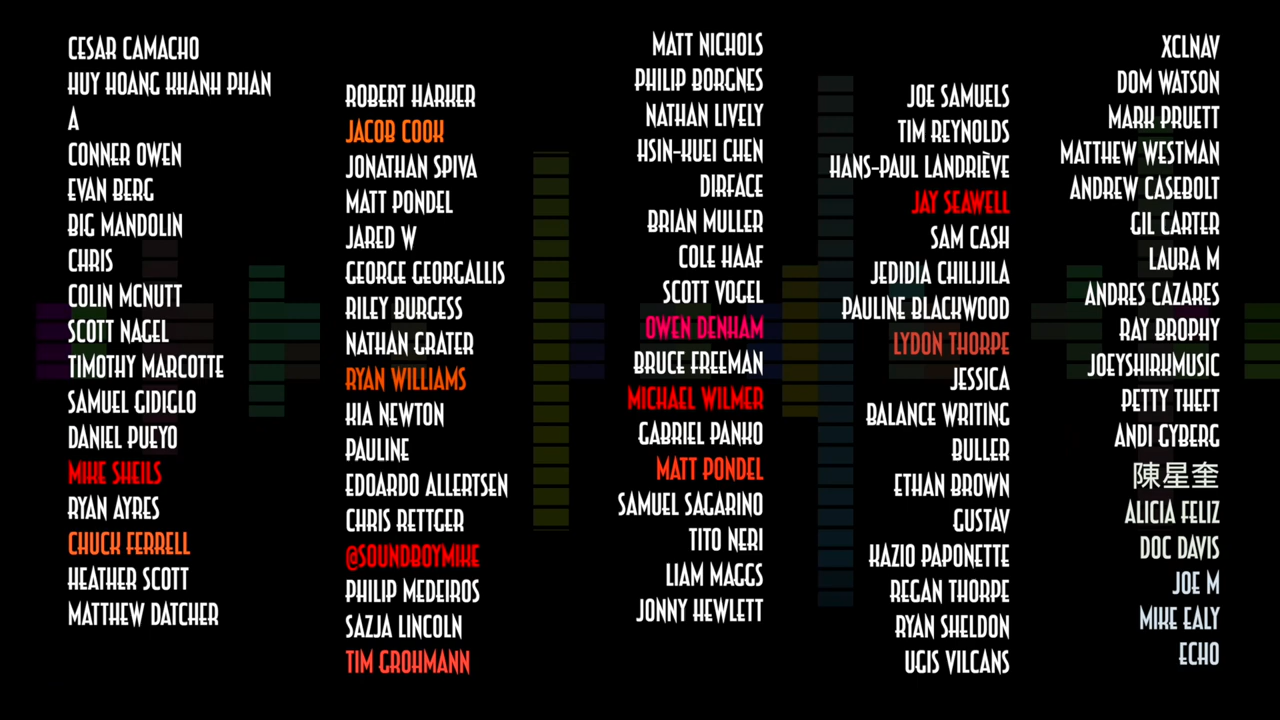 CESAR CAMACHO
HUY HOANG KHANH PHAN
A
CONNER OWEN
EVAN BERG
BIG MANDOLIN
CHRIS
COLIN MCNUTT
SCOTT NAGEL
TIMOTHY MARCOTTE
SAMUEL GIDIGLO
DANIEL PUEYO
MIKE SHEILS
RYAN AYRES
CHUCK FERRELL
HEATHER SCOTT
MATTHEW DATCHER
ROBERT HARKER
JACOB COOK
JONATHAN SPIVA
MATT PONDEL
JARED W
GEORGE GEORGALLIS
RILEY BURGESS
NATHAN GRATER
RYAN WILLIAMS
KIA NEWTON
PAULINE
EDOARDO ALLERTSEN
CHRIS RETTGER
@SOUNDBOYMIKE
PHILIP MEDEIROS
SAZJA LINCOLN
TIM GROHMANN
MATT NICHOLS
PHILIP BORGNES
NATHAN LIVELY
HSIN-KUEI CHEN
DIRFACE
BRIAN MULLER
COLE HAAF
SCOTT VOGEL
OWEN DENHAM
BRUCE FREEMAN
MICHAEL WILMER
GABRIEL PANKO
MATT PONDEL
SAMUEL SAGARINO
TITO NERI
LIAM MAGGS
JONNY HEWLETT
JOE SAMUELS
TIM REYNOLDS
HANS-PAUL LANDRIÈVE
JAY SEAWELL
SAM CASH
JEDIDIA CHILIJILA
PAULINE BLACKWOOD
LYDON THORPE
JESSICA
BALANCE WRITING
BULLER
ETHAN BROWN
GUSTAV
KAZIO PAPONETTE
REGAN THORPE
RYAN SHELDON
UGIS VILCANS
XCLNAV
DOM WATSON
MARK PRUETT
MATTHEW WESTMAN
ANDREW CASEBOLT
GIL CARTER
LAURA M
ANDRES CAZARES
RAY BROPHY
JOEYSHIRKMUSIC
PETTY THEFT
ANDI GYBERG
陳星奎
ALICIA FELIZ
DOC DAVIS
JOE M
MIKE EALY
ECHO